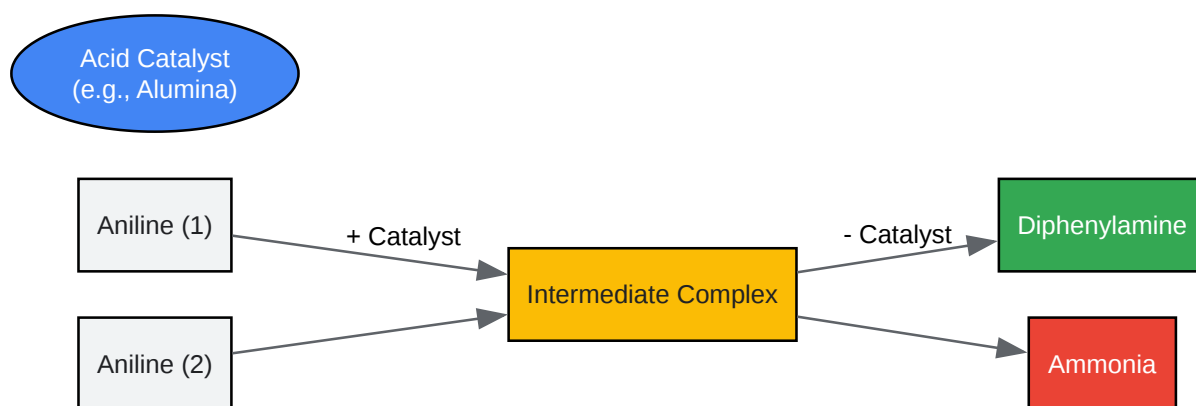 Acid Catalyst
(e.g., Alumina)
Aniline (1)
+ Catalyst
- Catalyst
Diphenylamine
Intermediate Complex
Aniline (2)
Ammonia